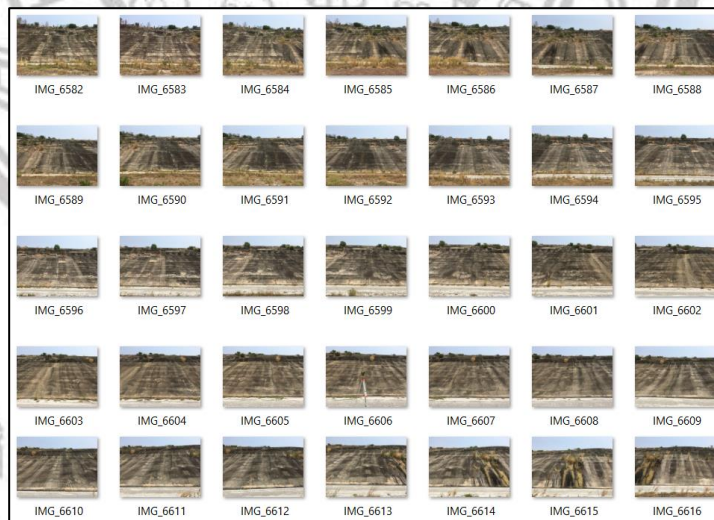 IMG_6582 IMG_6583 IMG_6584 IMG_6585 IMG_6586 IMG_6587 IMG_6588
IMG_6589 IMG_6590 IMG_6591 IMG_6592 IMG_6593 IMG_6594 IMG_6595
IMG_6596 IMG_6597 IMG_6598 IMG_6599 IMG_6600 IMG_6601 IMG_6602
IMG_6603 IMG_6604 IMG_6605 IMG_6606 IMG_6607 IMG_6608 IMG_6609
IMG_6610 IMG_6611 IMG_6612 IMG_6613 IMG_6614 IMG_6615 IMG_6616